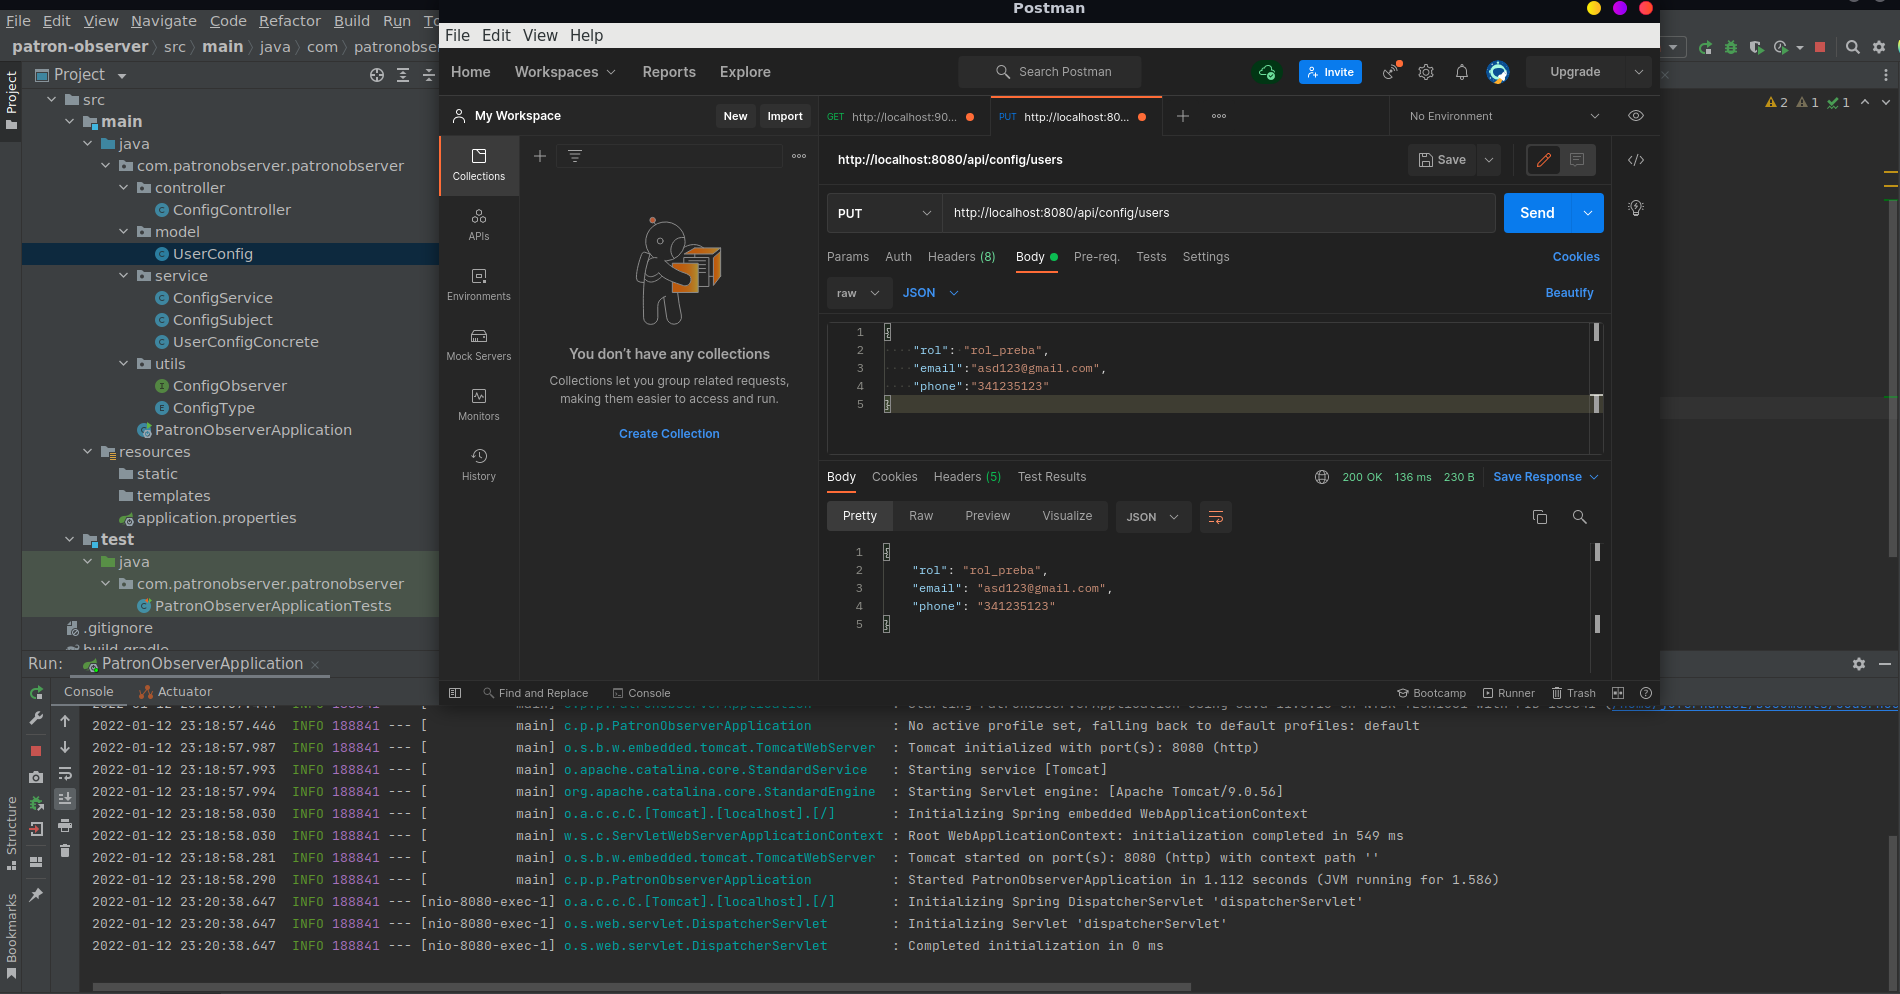 File Edit View Navigate Code Refactor Build Run
patron-observer src main java com
Project
src
main
java
com.patronobserver.patronobserver
controller
ConfigController
model
UserConfig
service
ConfigService
ConfigSubject
UserConfigConcrete
utils
ConfigObserver
ConfigType
PatronObserverApplication
resources
static
templates
application.properties
test
java
com.patronobserver.patronobserver
PatronObserverApplicationTests
.gitignore
Project
Structure
Bookmarks
Postman
File Edit View Help
Home Workspaces Reports Explore
Search Postman
Invite
Upgrade
My Workspace
New Import
GET http://localhost:90...
PUT http://localhost:80...
No Environment
Collections
APIs
Environments
Mock Servers
Monitors
History
You don't have any collections
Collections let you group related requests,
making them easier to access and run.
Create Collection
http://localhost:8080/api/config/users
Save
PUT http://localhost:8080/api/config/users
Send
Params Auth Headers (8) Body Pre-req. Tests Settings
Cookies
raw JSON
Beautify
1 {
2 "rol": "rol_preba",
3 "email":"asd123@gmail.com",
4 "phone":"341235123"
5 }
Body Cookies Headers (5) Test Results
200 OK 136 ms 230 B Save Response
Pretty Raw Preview Visualize JSON
1 {
2 "rol": "rol_preba",
3 "email": "asd123@gmail.com",
4 "phone": "341235123"
5 }
Find and Replace Console
Bootcamp Runner Trash
2 1 1
Run: PatronObserverApplication
Console Actuator
2022-01-12 23:18:57.446 INFO 188841 --- [ main] c.p.p.PatronObserverApplication : No active profile set, falling back to default profiles: default
2022-01-12 23:18:57.987 INFO 188841 --- [ main] o.s.b.w.embedded.tomcat.TomcatWebServer : Tomcat initialized with port(s): 8080 (http)
2022-01-12 23:18:57.993 INFO 188841 --- [ main] o.apache.catalina.core.StandardService : Starting service [Tomcat]
2022-01-12 23:18:57.994 INFO 188841 --- [ main] org.apache.catalina.core.StandardEngine : Starting Servlet engine: [Apache Tomcat/9.0.56]
2022-01-12 23:18:58.030 INFO 188841 --- [ main] o.a.c.c.C.[Tomcat].[localhost].[/] : Initializing Spring embedded WebApplicationContext
2022-01-12 23:18:58.030 INFO 188841 --- [ main] w.s.c.ServletWebServerApplicationContext : Root WebApplicationContext: initialization completed in 549 ms
2022-01-12 23:18:58.281 INFO 188841 --- [ main] o.s.b.w.embedded.tomcat.TomcatWebServer : Tomcat started on port(s): 8080 (http) with context path ''
2022-01-12 23:18:58.290 INFO 188841 --- [ main] c.p.p.PatronObserverApplication : Started PatronObserverApplication in 1.112 seconds (JVM running for 1.586)
2022-01-12 23:20:38.647 INFO 188841 --- [nio-8080-exec-1] o.a.c.c.C.[Tomcat].[localhost].[/] : Initializing Spring DispatcherServlet 'dispatcherServlet'
2022-01-12 23:20:38.647 INFO 188841 --- [nio-8080-exec-1] o.s.web.servlet.DispatcherServlet : Initializing Servlet 'dispatcherServlet'
2022-01-12 23:20:38.647 INFO 188841 --- [nio-8080-exec-1] o.s.web.servlet.DispatcherServlet : Completed initialization in 0 ms